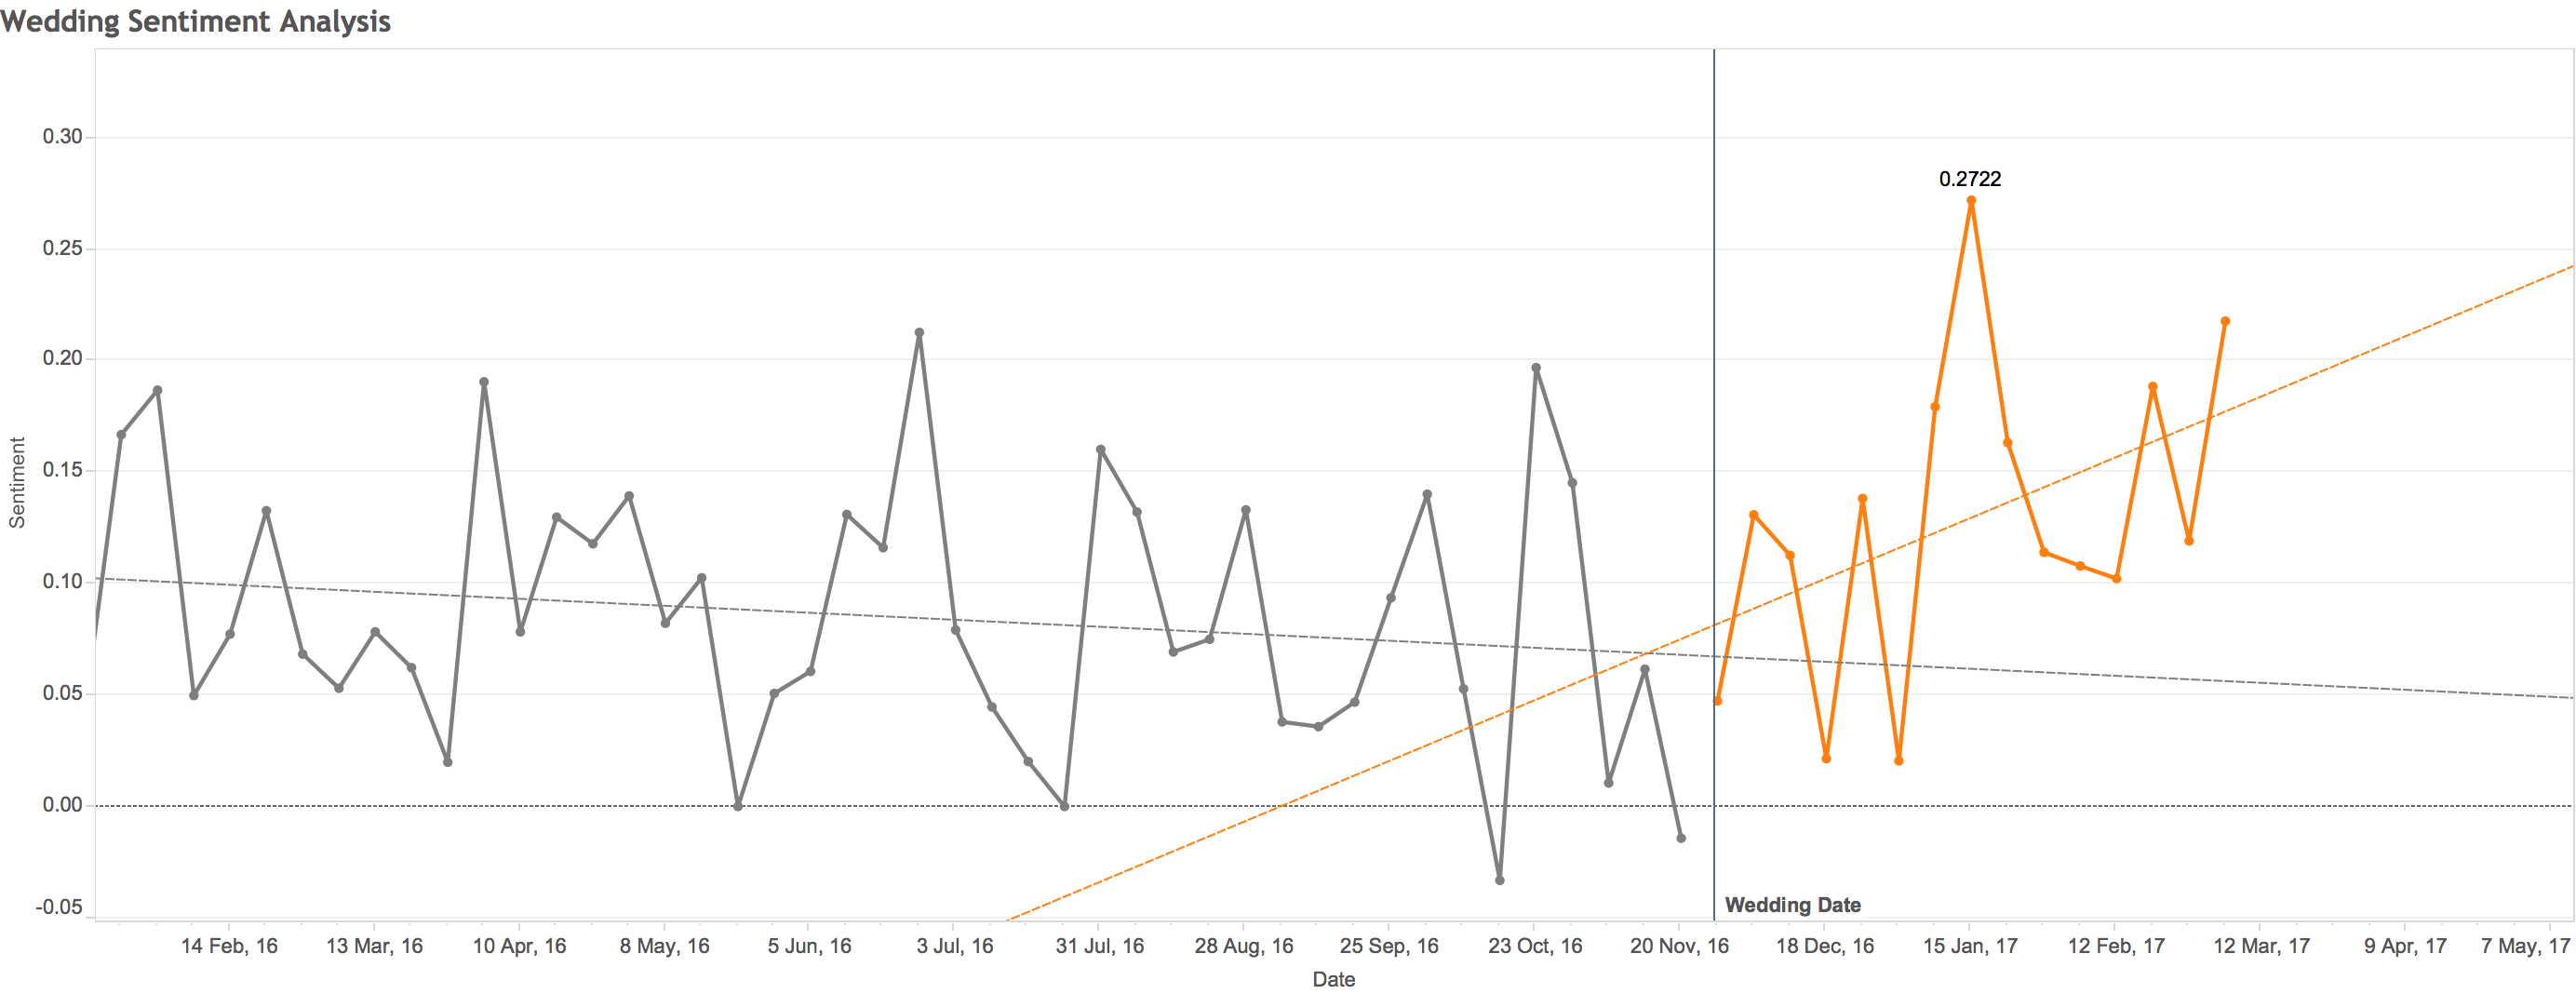 Wedding Sentiment Analysis
0.30
0.25
0.20
0.15
0.10
0.05
0.00
-0.05
Sentiment
0.2722
Wedding Date
14 Feb, 16 13 Mar, 16 10 Apr, 16 8 May, 16 5 Jun, 16 3 Jul, 16 31 Jul, 16 28 Aug, 16 25 Sep, 16 23 Oct, 16 20 Nov, 16 18 Dec, 16 15 Jan, 17 12 Feb, 17 12 Mar, 17 9 Apr, 17 7 May, 17
Date